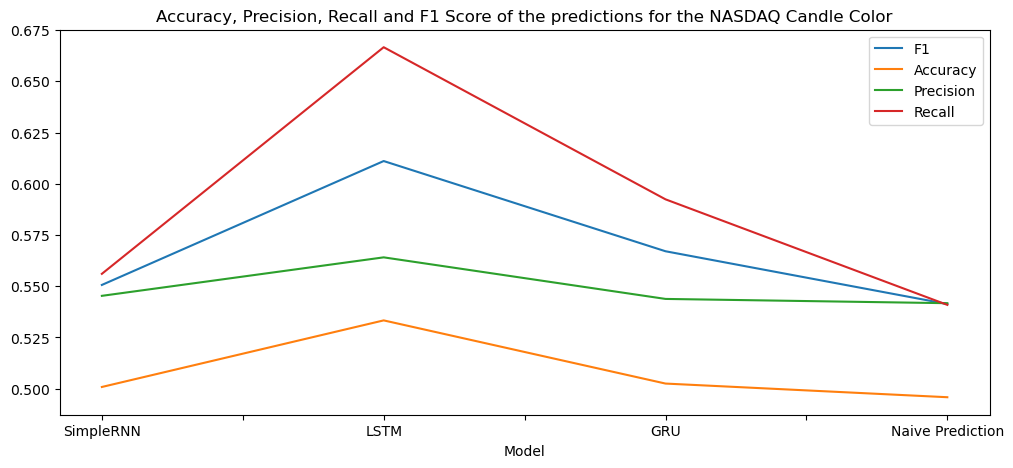 Accuracy, Precision, Recall and F1 Score of the predictions for the NASDAQ Candle Color
0.675
0.650
0.625
0.600
0.575
0.550
0.525
0.500
F1
Accuracy
Precision
Recall
SimpleRNN
LSTM
GRU
Naive Prediction
Model